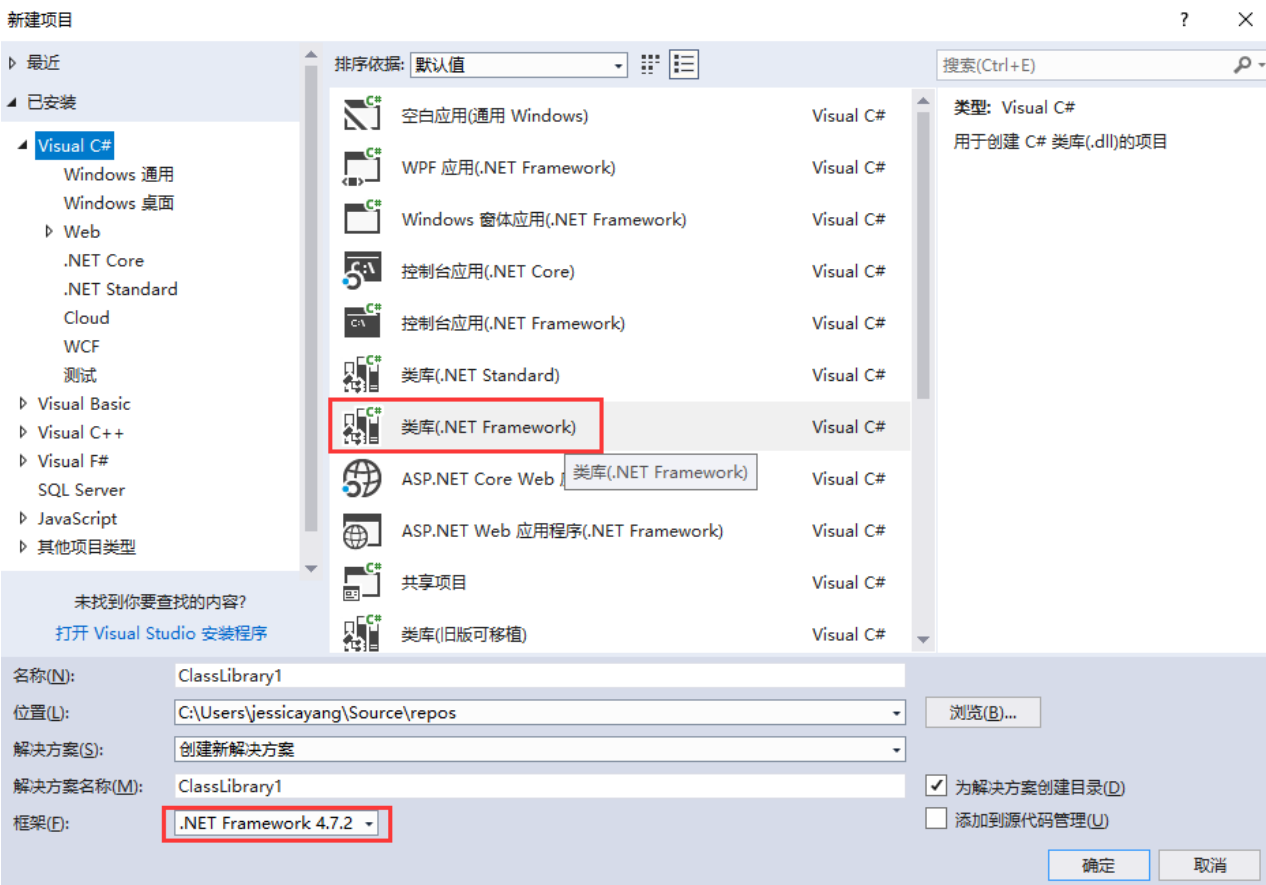 新建项目
?
最近
已安装
Visual C#
Windows 通用
Windows 桌面
Web
.NET Core
.NET Standard
Cloud
WCF
测试
Visual Basic
Visual C++
Visual F#
SQL Server
JavaScript
其他项目类型
未找到你要查找的内容?
打开 Visual Studio 安装程序
排序依据: 默认值
空白应用(通用 Windows) Visual C#
WPF 应用(.NET Framework) Visual C#
Windows 窗体应用(.NET Framework) Visual C#
控制台应用(.NET Core) Visual C#
控制台应用(.NET Framework) Visual C#
类库(.NET Standard) Visual C#
类库(.NET Framework) Visual C#
ASP.NET Core Web Visual C#
类库(.NET Framework)
ASP.NET Web 应用程序(.NET Framework) Visual C#
共享项目 Visual C#
类库(旧版可移植) Visual C#
搜索(Ctrl+E)
类型: Visual C#
用于创建 C# 类库(.dll)的项目
名称(N): ClassLibrary1
位置(L): C:\Users\jessicayang\Source\repos 浏览(B)...
解决方案(S): 创建新解决方案
解决方案名称(M): ClassLibrary1 为解决方案创建目录(D)
框架(F): .NET Framework 4.7.2 添加到源代码管理(U)
确定 取消